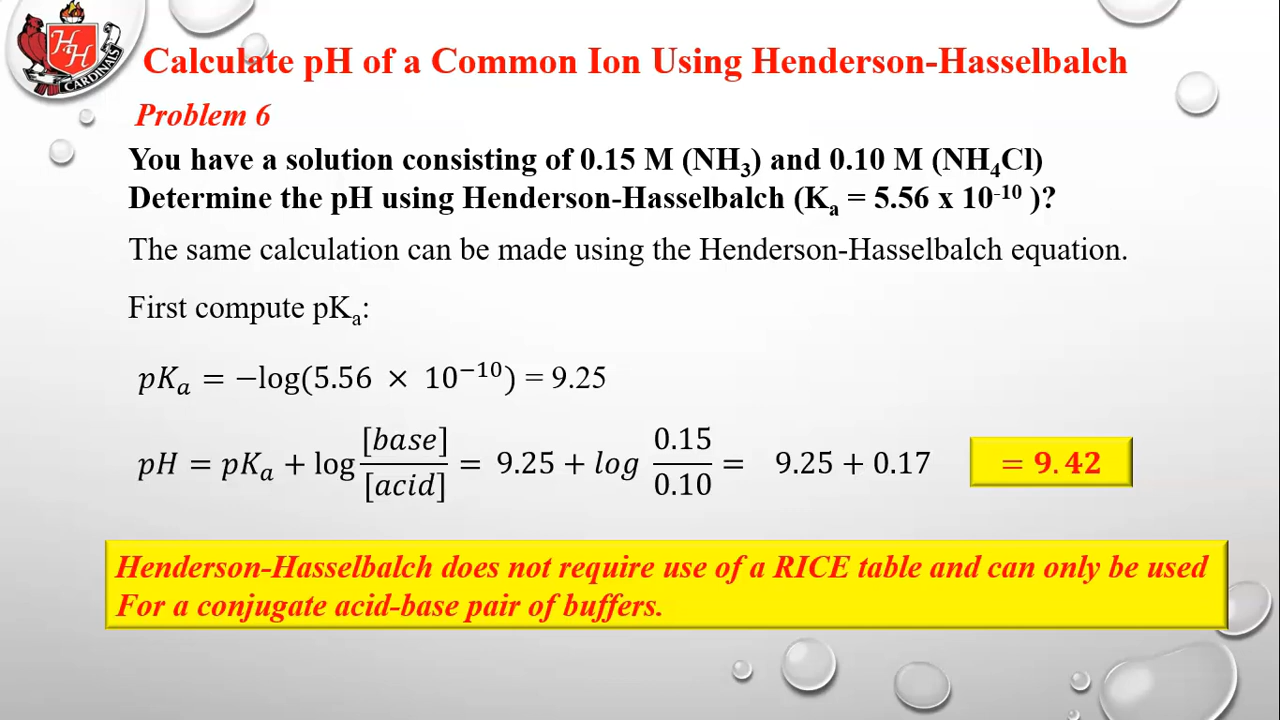 HH
CARDINALS
Calculate pH of a Common Ion Using Henderson-Hasselbalch
Problem 6
You have a solution consisting of 0.15 M (NH₃) and 0.10 M (NH₄Cl)
Determine the pH using Henderson-Hasselbalch (Kₐ = 5.56 x 10⁻¹⁰ )?
The same calculation can be made using the Henderson-Hasselbalch equation.
First compute pKₐ:
pKₐ = −log(5.56 × 10⁻¹⁰) = 9.25
pH = pKₐ + log [base]/[acid] = 9.25 + log 0.15/0.10 = 9.25 + 0.17 = 9.42
Henderson-Hasselbalch does not require use of a RICE table and can only be used
For a conjugate acid-base pair of buffers.